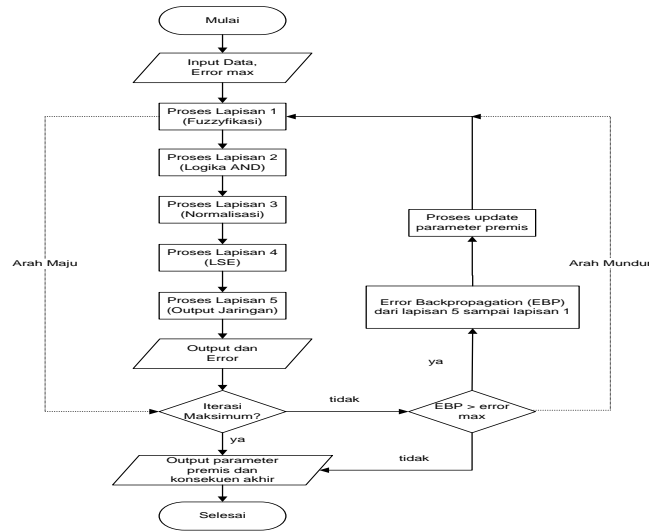 Mulai
Input Data,
Error max
Proses Lapisan 1
(Fuzzyfikasi)
Proses Lapisan 2
(Logika AND)
Proses Lapisan 3
(Normalisasi)
Proses update
parameter premis
Arah Maju
Proses Lapisan 4
(LSE)
Arah Mundur
Proses Lapisan 5
(Output Jaringan)
Error Backpropagation (EBP)
dari lapisan 5 sampai lapisan 1
Output dan
Error
ya
Iterasi
Maksimum?
tidak
EBP > error
max
ya
Output parameter
premis dan
konsekuen akhir
tidak
Selesai